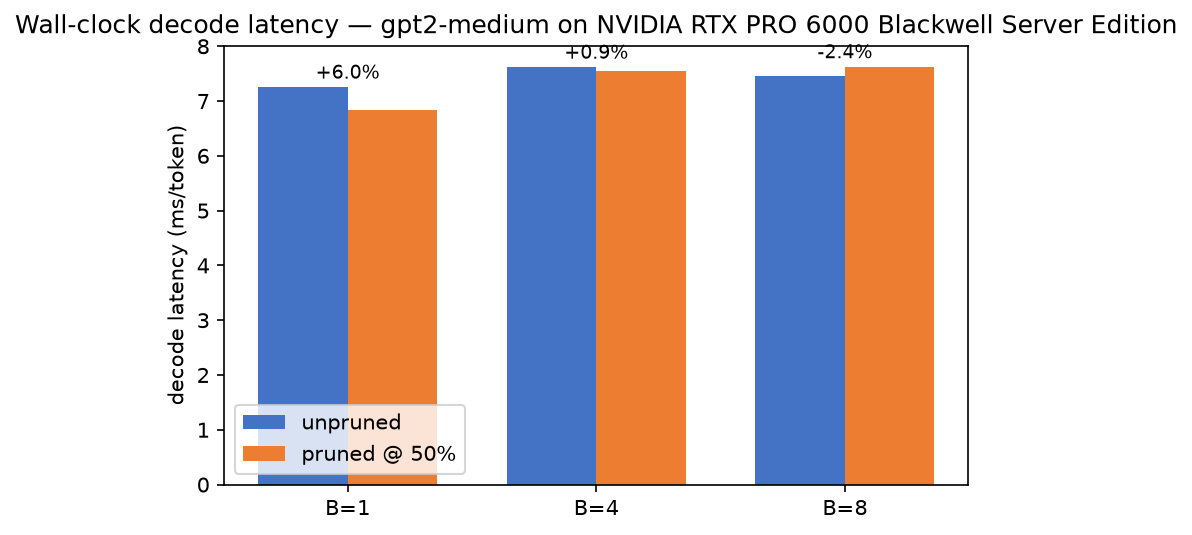 Wall-clock decode latency — gpt2-medium on NVIDIA RTX PRO 6000 Blackwell Server Edition
decode latency (ms/token)
8
7
6
5
4
3
2
1
0
+6.0%
+0.9%
-2.4%
unpruned
pruned @ 50%
B=1
B=4
B=8